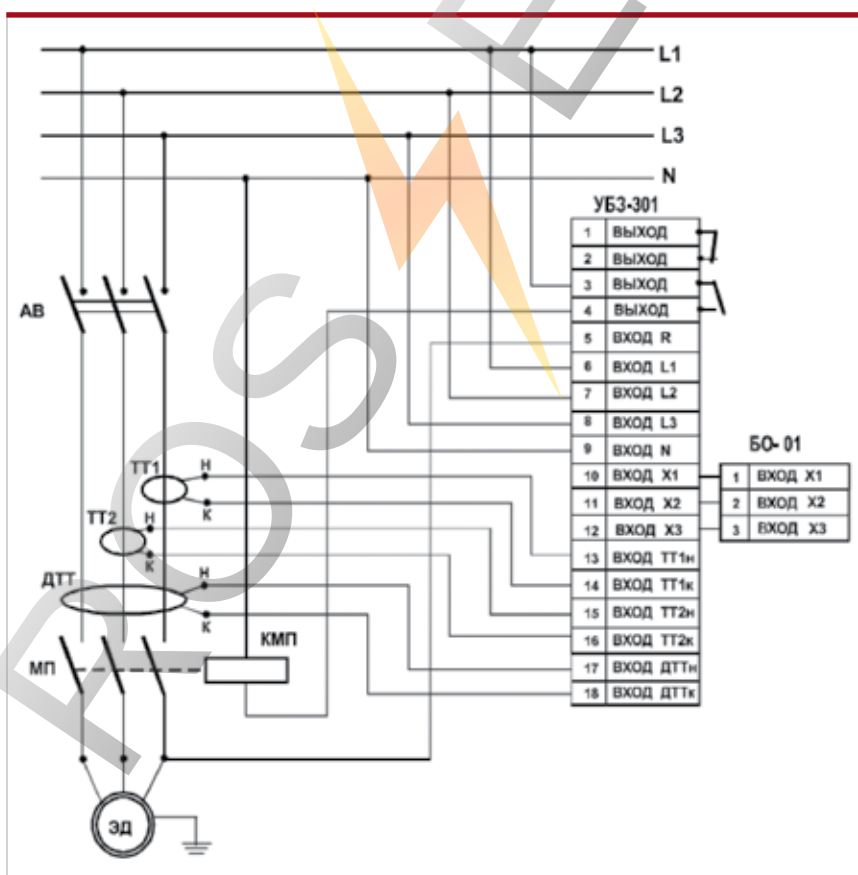 L1
L2
L3
N
УБЗ-301
1 ВЫХОД
2 ВЫХОД
3 ВЫХОД
4 ВЫХОД
5 ВХОД R
6 ВХОД L1
7 ВХОД L2
8 ВХОД L3
9 ВХОД N
10 ВХОД X1
11 ВХОД X2
12 ВХОД X3
13 ВХОД ТТ1н
14 ВХОД ТТ1к
15 ВХОД ТТ2н
16 ВХОД ТТ2к
17 ВХОД ДТТн
18 ВХОД ДТТк
БО-01
1 ВХОД X1
2 ВХОД X2
3 ВХОД X3
АВ
ТТ1
Н
К
ТТ2
Н
К
ДТТ
Н
К
КМП
МП
ЭД
ROS
E